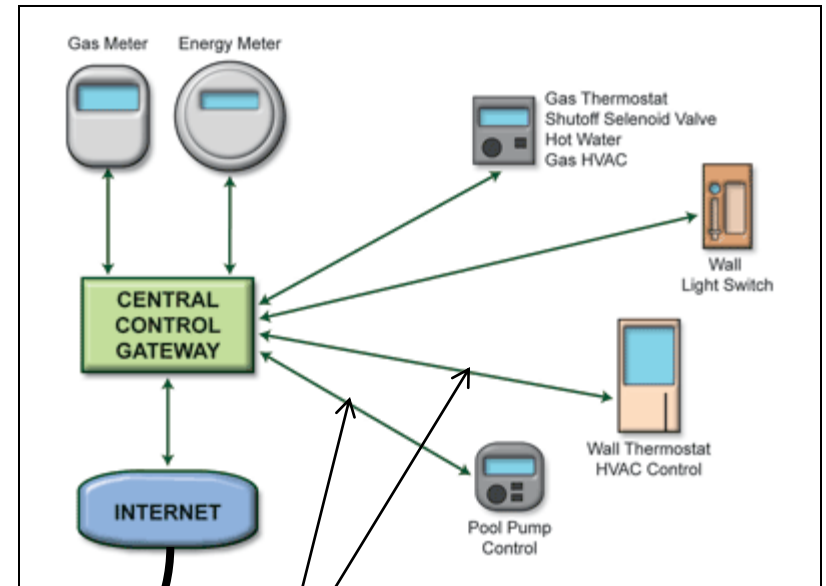 Gas Meter
Energy Meter
Gas Thermostat
Shutoff Selenoid Valve
Hot Water
Gas HVAC
Wall
Light Switch
CENTRAL
CONTROL
GATEWAY
Wall Thermostat
HVAC Control
INTERNET
Pool Pump
Control